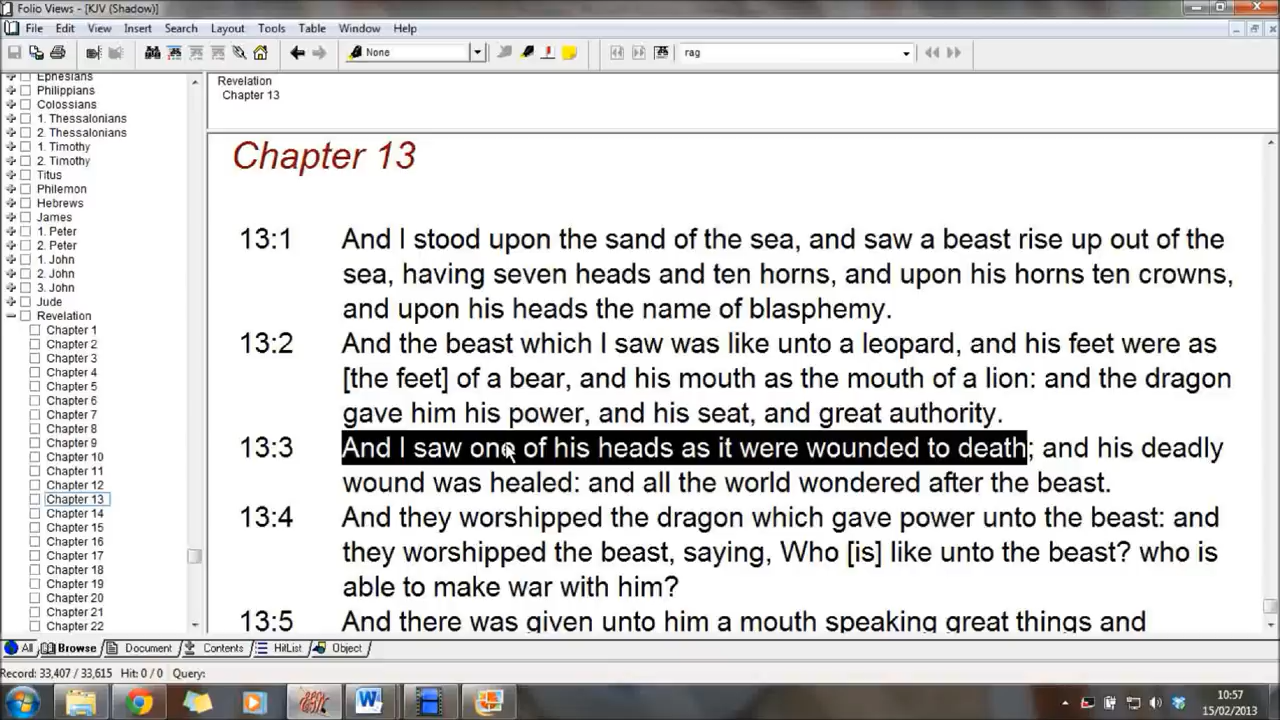 Folio Views - [KJV (Shadow)]
File Edit View Insert Search Layout Tools Table Window Help
None rag
Ephesians
Philippians
Colossians
1. Thessalonians
2. Thessalonians
1. Timothy
2. Timothy
Titus
Philemon
Hebrews
James
1. Peter
2. Peter
1. John
2. John
3. John
Jude
Revelation
Chapter 1
Chapter 2
Chapter 3
Chapter 4
Chapter 5
Chapter 6
Chapter 7
Chapter 8
Chapter 9
Chapter 10
Chapter 11
Chapter 12
Chapter 13
Chapter 14
Chapter 15
Chapter 16
Chapter 17
Chapter 18
Chapter 19
Chapter 20
Chapter 21
Chapter 22
Revelation
Chapter 13
Chapter 13
13:1 And I stood upon the sand of the sea, and saw a beast rise up out of the
sea, having seven heads and ten horns, and upon his horns ten crowns,
and upon his heads the name of blasphemy.
13:2 And the beast which I saw was like unto a leopard, and his feet were as
[the feet] of a bear, and his mouth as the mouth of a lion: and the dragon
gave him his power, and his seat, and great authority.
13:3 And I saw one of his heads as it were wounded to death; and his deadly
wound was healed: and all the world wondered after the beast.
13:4 And they worshipped the dragon which gave power unto the beast: and
they worshipped the beast, saying, Who [is] like unto the beast? who is
able to make war with him?
13:5 And there was given unto him a mouth speaking great things and
All Browse Document Contents HitList Object
Record: 33,407 / 33,615 Hit: 0 / 0 Query:
10:57
15/02/2013